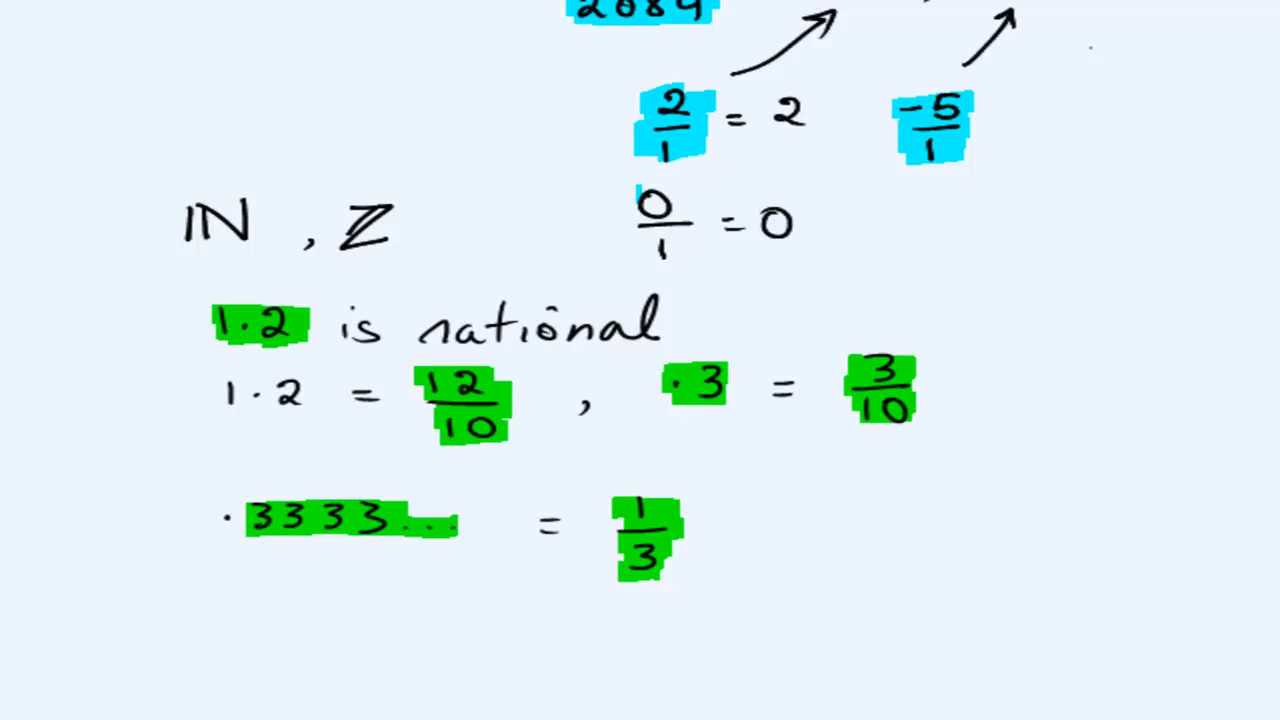 2/1 = 2   -5/1
ℕ , ℤ   0/1 = 0
1.2 is rational
1.2 = 12/10 , .3 = 3/10
.3333... = 1/3